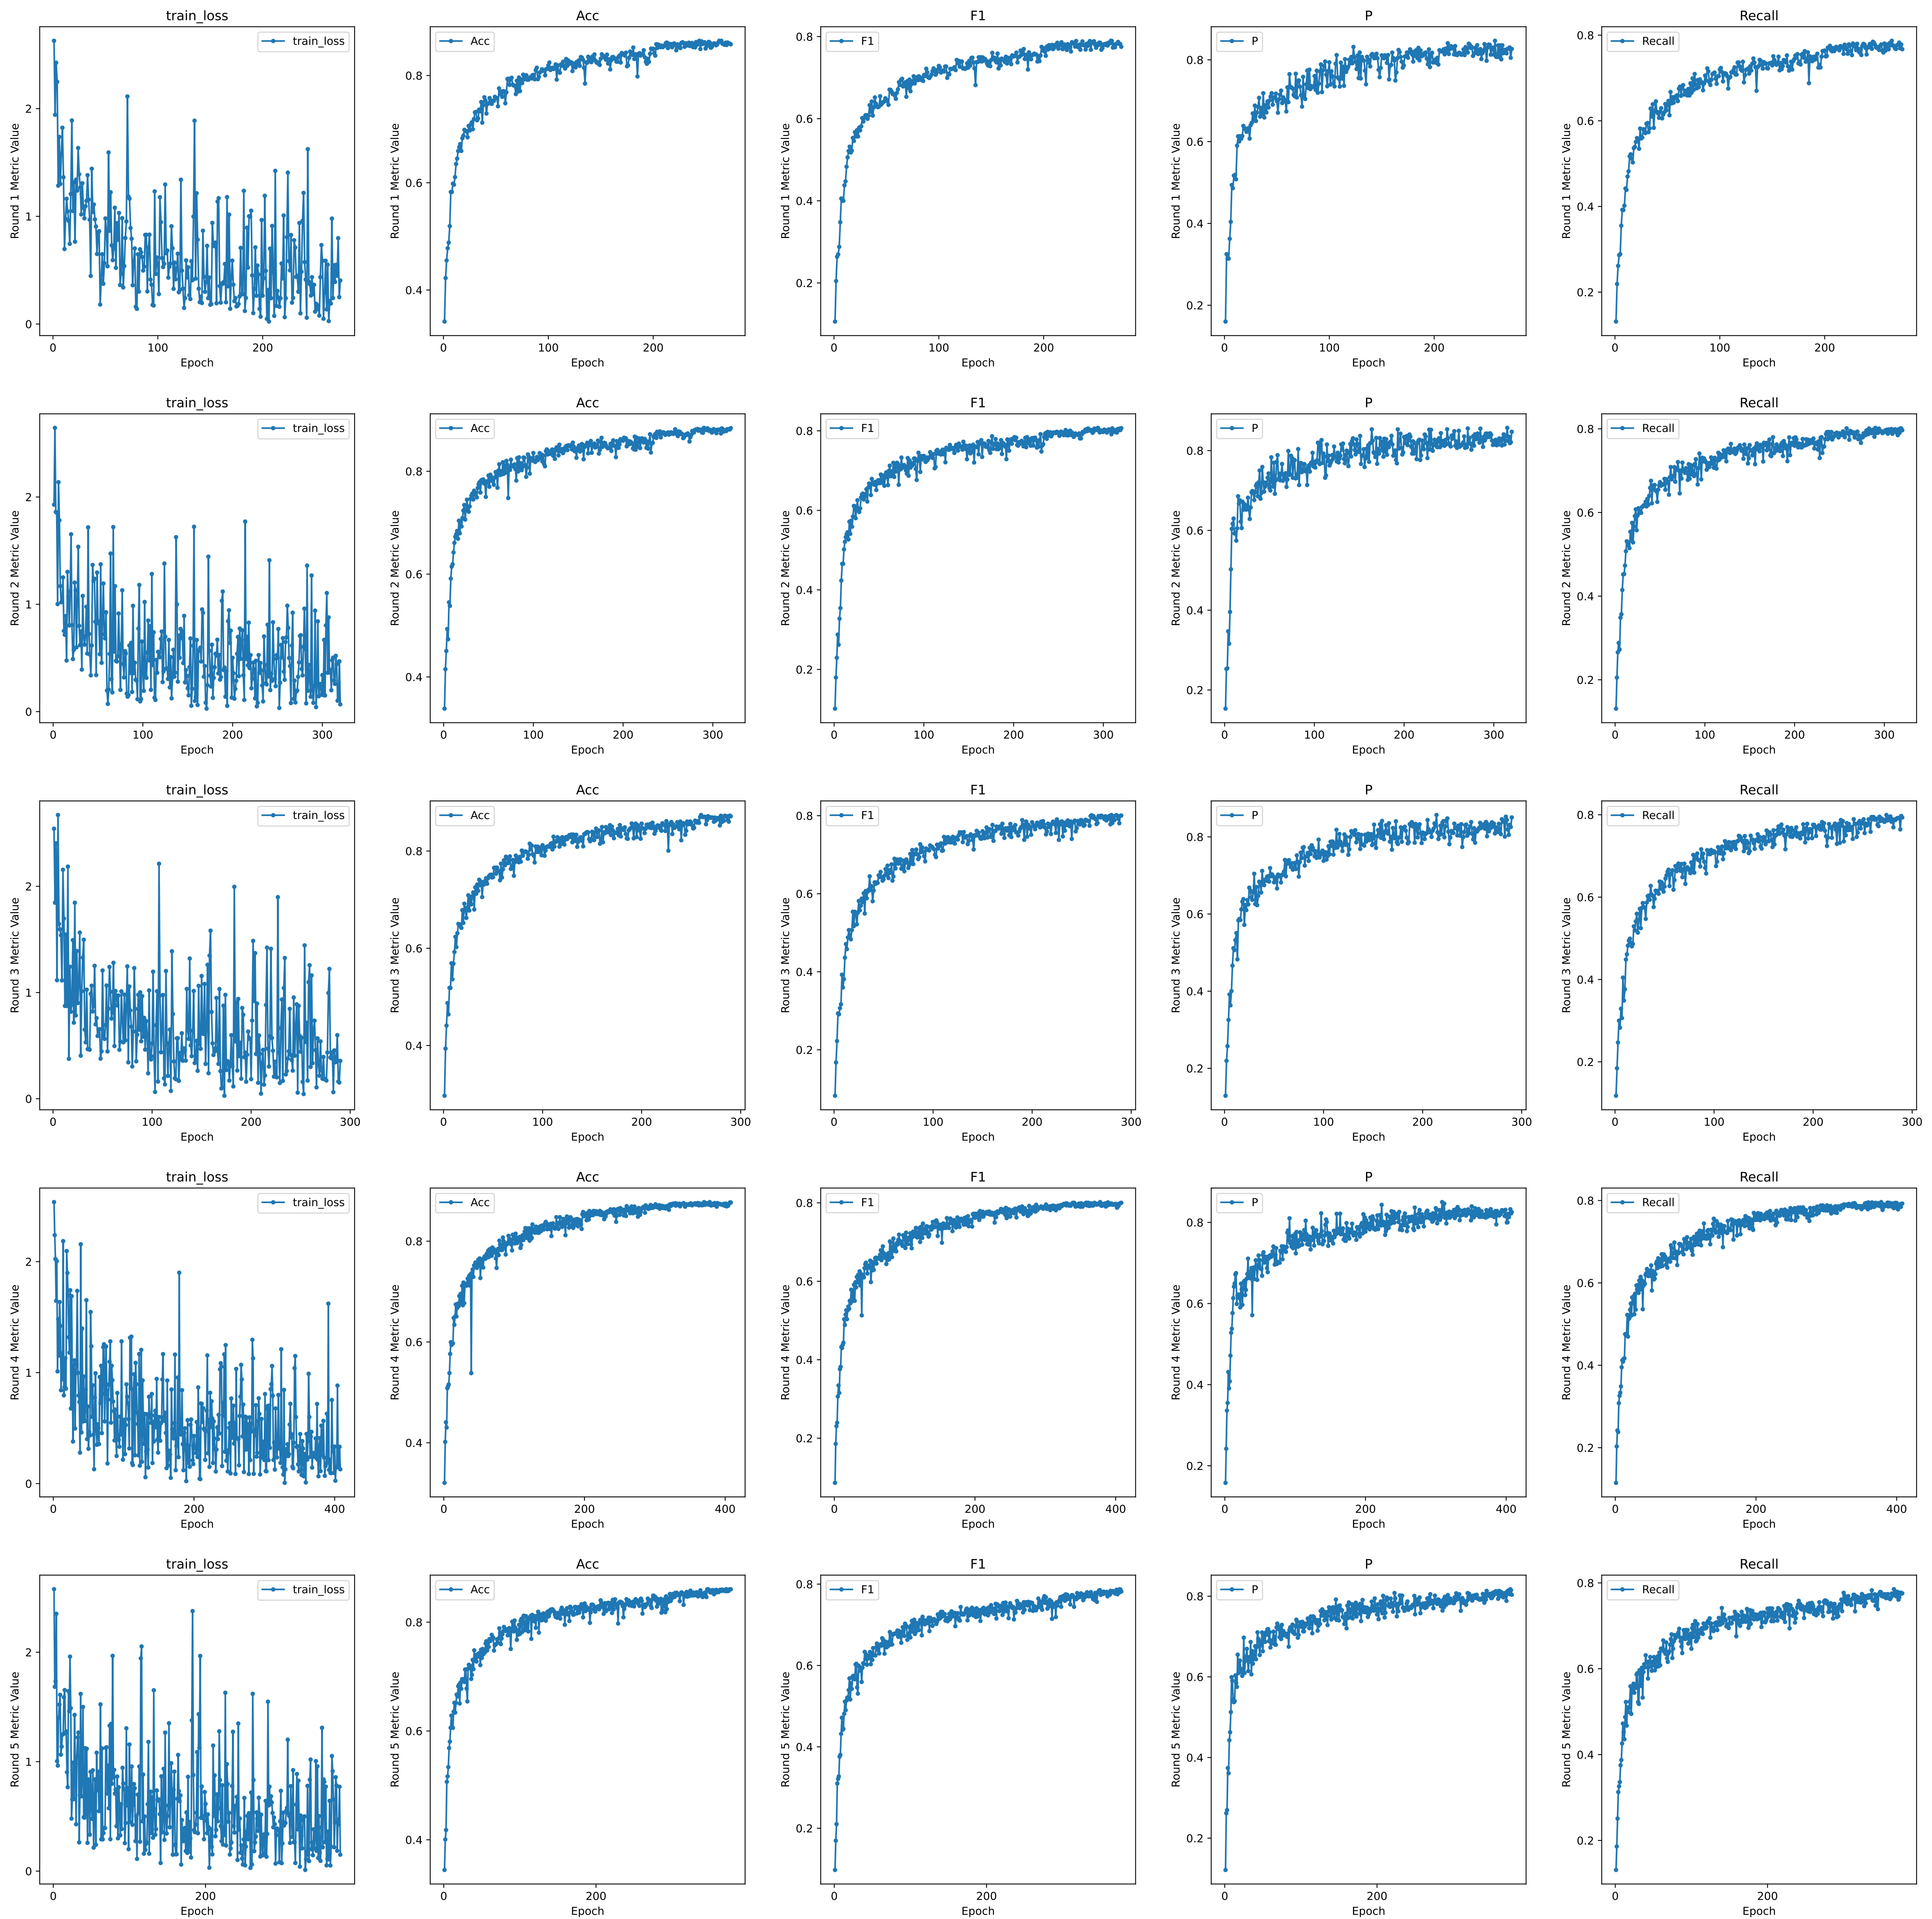 train_loss Acc F1 P Recall
train_loss Acc F1 P Recall
Round 1 Metric Value Round 1 Metric Value Round 1 Metric Value Round 1 Metric Value Round 1 Metric Value
2 0.8 0.8 0.8 0.8
1 0.6 0.6 0.6 0.6
0 0.4 0.4 0.4 0.4
0.2 0.2 0.2
0 100 200 0 100 200 0 100 200 0 100 200 0 100 200
Epoch Epoch Epoch Epoch Epoch
train_loss Acc F1 P Recall
train_loss Acc F1 P Recall
Round 2 Metric Value Round 2 Metric Value Round 2 Metric Value Round 2 Metric Value Round 2 Metric Value
2 0.8 0.8 0.8 0.8
1 0.6 0.6 0.6 0.6
0 0.4 0.4 0.4 0.4
0.2 0.2 0.2
0 100 200 300 0 100 200 300 0 100 200 300 0 100 200 300 0 100 200 300
Epoch Epoch Epoch Epoch Epoch
train_loss Acc F1 P Recall
train_loss Acc F1 P Recall
Round 3 Metric Value Round 3 Metric Value Round 3 Metric Value Round 3 Metric Value Round 3 Metric Value
2 0.8 0.8 0.8 0.8
1 0.6 0.6 0.6 0.6
0 0.4 0.4 0.4 0.4
0.2 0.2 0.2
0 100 200 300 0 100 200 300 0 100 200 300 0 100 200 300 0 100 200 300
Epoch Epoch Epoch Epoch Epoch
train_loss Acc F1 P Recall
train_loss Acc F1 P Recall
Round 4 Metric Value Round 4 Metric Value Round 4 Metric Value Round 4 Metric Value Round 4 Metric Value
2 0.8 0.8 0.8 0.8
1 0.6 0.6 0.6 0.6
0 0.4 0.4 0.4 0.4
0.2 0.2 0.2
0 200 400 0 200 400 0 200 400 0 200 400 0 200 400
Epoch Epoch Epoch Epoch Epoch
train_loss Acc F1 P Recall
train_loss Acc F1 P Recall
Round 5 Metric Value Round 5 Metric Value Round 5 Metric Value Round 5 Metric Value Round 5 Metric Value
2 0.8 0.8 0.8 0.8
1 0.6 0.6 0.6 0.6
0 0.4 0.4 0.4 0.4
0.2 0.2 0.2
0 200 0 200 0 200 0 200 0 200
Epoch Epoch Epoch Epoch Epoch